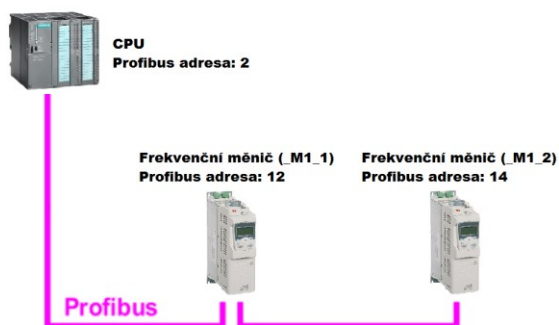 CPU
Profibus adresa: 2
Frekvenční měnič (_M1_1)
Profibus adresa: 12
Frekvenční měnič (_M1_2)
Profibus adresa: 14
Profibus